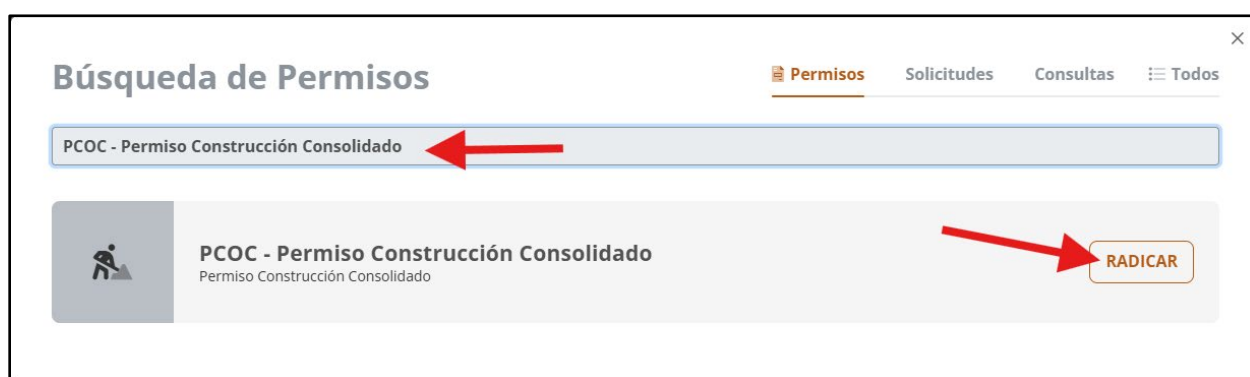 Búsqueda de Permisos
Permisos Solicitudes Consultas Todos
PCOC - Permiso Construcción Consolidado
PCOC - Permiso Construcción Consolidado
Permiso Construcción Consolidado
RADICAR